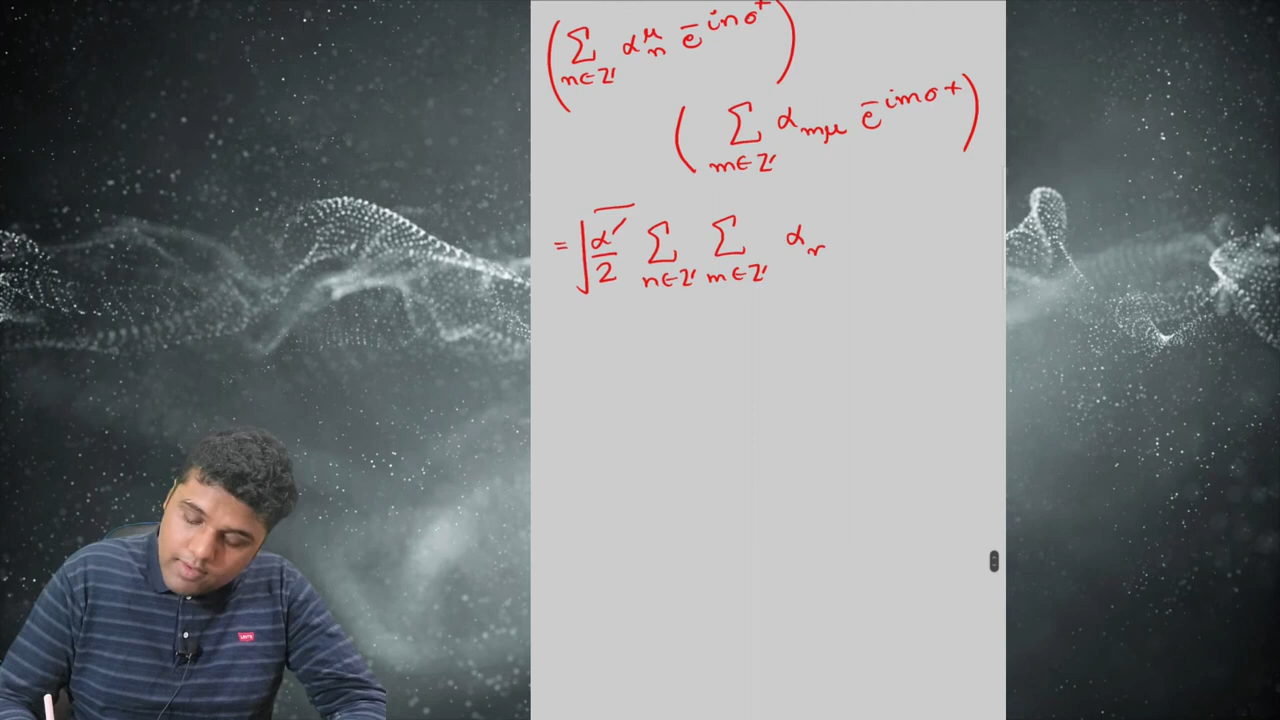 (∑_{n∈ℤ} α^μ_n e^{-inσ^+})
(∑_{m∈ℤ} α_{mμ} e^{-imσ^+})
= √(α'/2) ∑_{n∈ℤ} ∑_{m∈ℤ} α_n